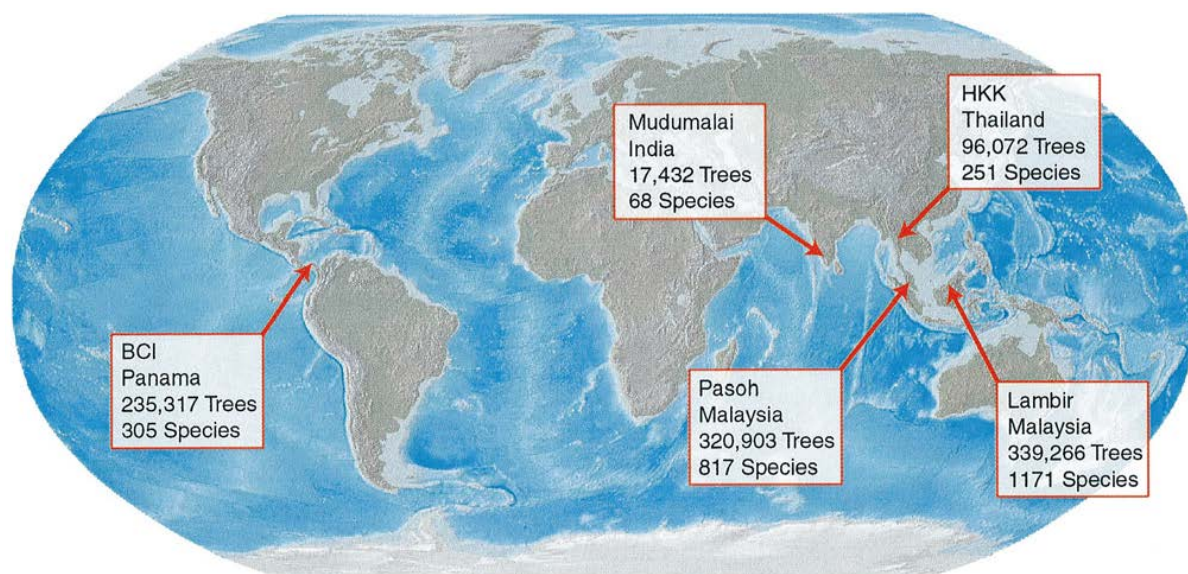 HKK
Thailand
96,072 Trees
251 Species
Mudumalai
India
17,432 Trees
68 Species
BCI
Panama
235,317 Trees
305 Species
Pasoh
Malaysia
320,903 Trees
817 Species
Lambir
Malaysia
339,266 Trees
1171 Species